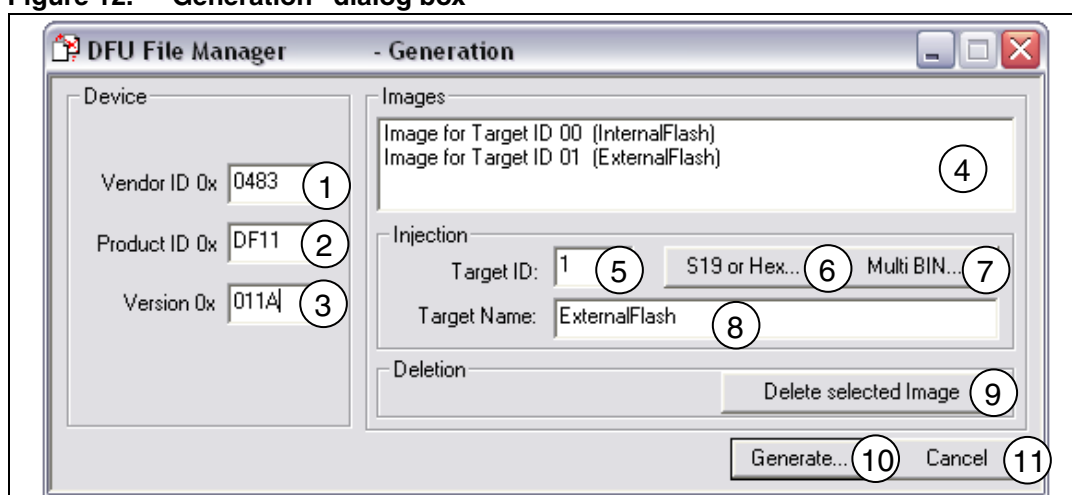 Figure 12. "Generation" dialog box
DFU File Manager - Generation
Device
Vendor ID 0x 0483 1
Product ID 0x DF11 2
Version 0x 011A 3
Images
Image for Target ID 00 (InternalFlash)
Image for Target ID 01 (ExternalFlash)
4
Injection
Target ID: 1 5 S19 or Hex... 6 Multi BIN... 7
Target Name: ExternalFlash 8
Deletion
Delete selected Image 9
Generate... 10 Cancel 11